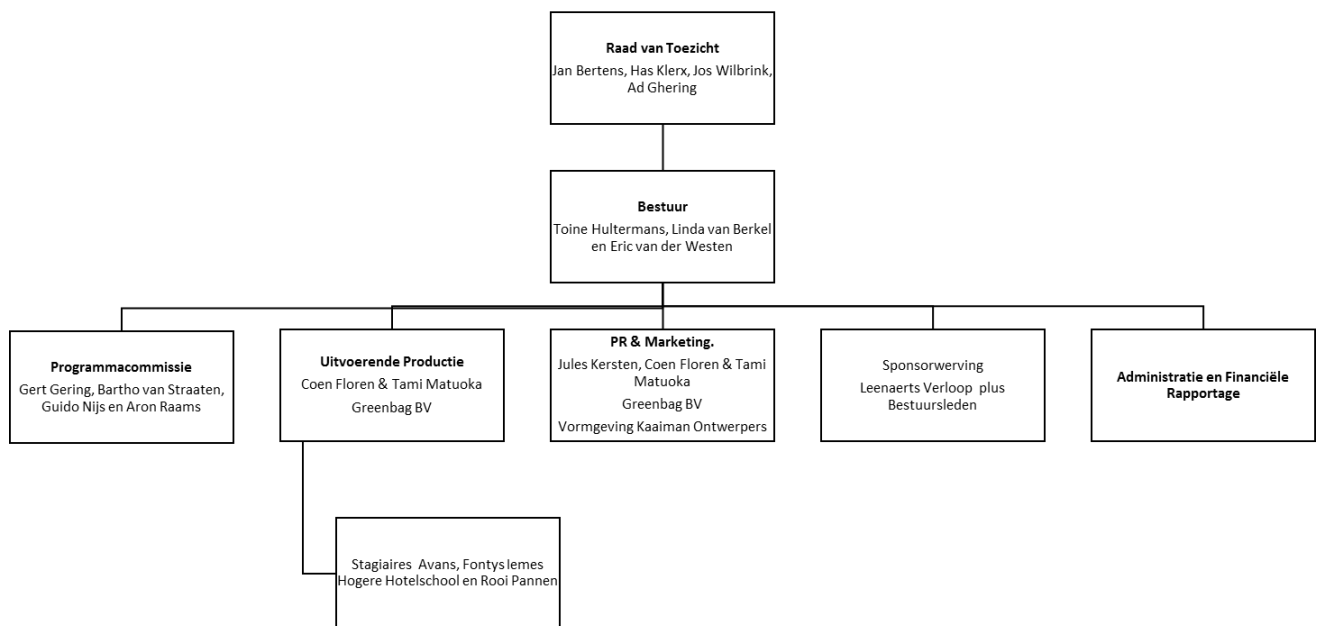 Raad van Toezicht
Jan Bertens, Has Klerx, Jos Wilbrink,
Ad Ghering
Bestuur
Toine Hultermans, Linda van Berkel
en Eric van der Westen
Programmacommissie
Gert Gering, Bartho van Straaten,
Guido Nijs en Aron Raams
Uitvoerende Productie
Coen Floren & Tami Matuoka
Greenbag BV
PR & Marketing.
Jules Kersten, Coen Floren & Tami
Matuoka
Greenbag BV
Vormgeving Kaaiman Ontwerpers
Sponsorwerving
Leenaerts Verloop plus
Bestuursleden
Administratie en Financiële
Rapportage
Stagiaires Avans, Fontys Iemes
Hogere Hotelschool en Rooi Pannen